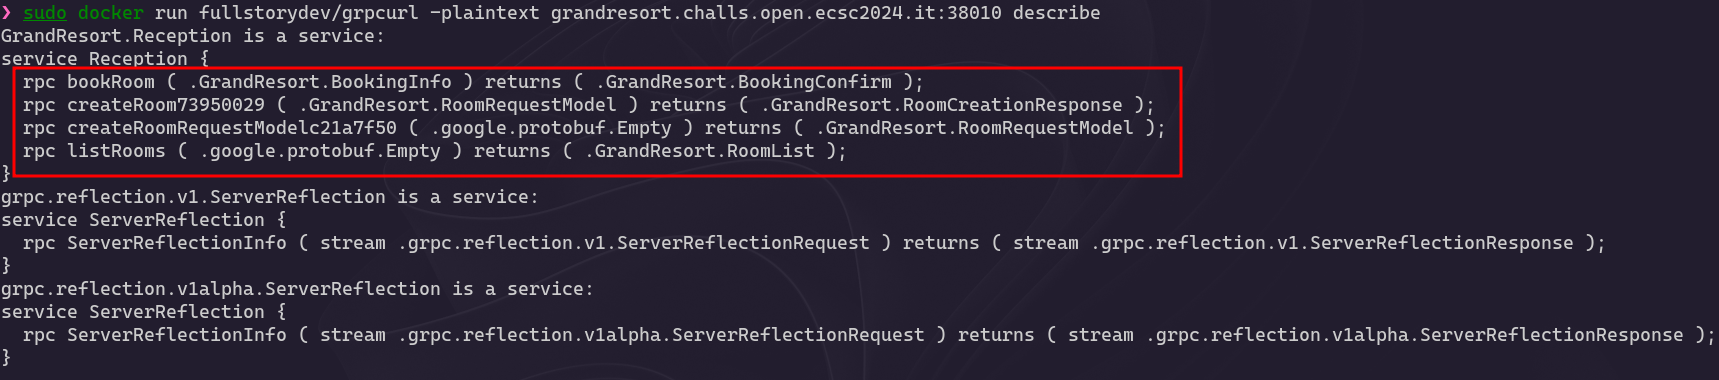 ❯ sudo docker run fullstorydev/grpcurl -plaintext grandresort.challs.open.ecsc2024.it:38010 describe
GrandResort.Reception is a service:
service Reception {
  rpc bookRoom ( .GrandResort.BookingInfo ) returns ( .GrandResort.BookingConfirm );
  rpc createRoom73950029 ( .GrandResort.RoomRequestModel ) returns ( .GrandResort.RoomCreationResponse );
  rpc createRoomRequestModelc21a7f50 ( .google.protobuf.Empty ) returns ( .GrandResort.RoomRequestModel );
  rpc listRooms ( .google.protobuf.Empty ) returns ( .GrandResort.RoomList );
}
grpc.reflection.v1.ServerReflection is a service:
service ServerReflection {
  rpc ServerReflectionInfo ( stream .grpc.reflection.v1.ServerReflectionRequest ) returns ( stream .grpc.reflection.v1.ServerReflectionResponse );
}
grpc.reflection.v1alpha.ServerReflection is a service:
service ServerReflection {
  rpc ServerReflectionInfo ( stream .grpc.reflection.v1alpha.ServerReflectionRequest ) returns ( stream .grpc.reflection.v1alpha.ServerReflectionResponse );
}